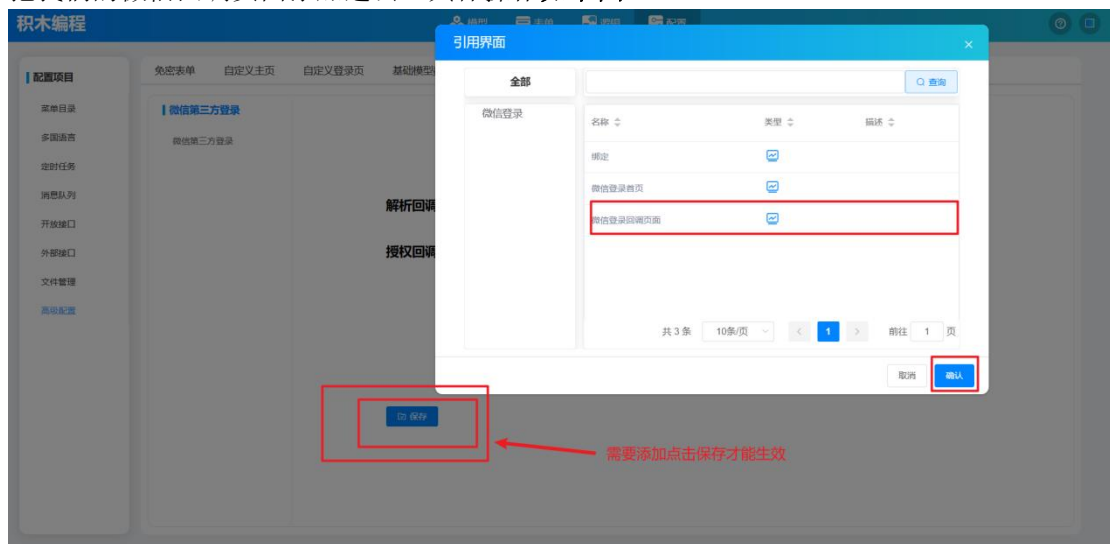 积木编程
模型
表单
配置
引用界面
配置项目
免密表单
自定义主页
自定义登录页
基础模型
全部
查询
菜单目录
微信第三方登录
微信登录
名称
类型
描述
多国语言
微信第三方登录
定时任务
绑定
消息队列
微信登录首页
解析回调
开放接口
微信登录回调页面
外部接口
授权回调
文件管理
高级配置
共 3 条
10条/页
1
前往
1
页
取消
确认
保存
需要添加点击保存才能生效